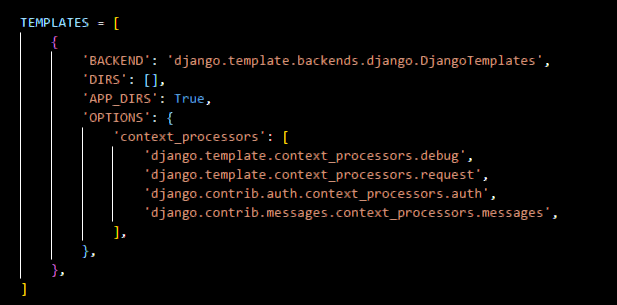 TEMPLATES = [
    {
        'BACKEND': 'django.template.backends.django.DjangoTemplates',
        'DIRS': [],
        'APP_DIRS': True,
        'OPTIONS': {
            'context_processors': [
                'django.template.context_processors.debug',
                'django.template.context_processors.request',
                'django.contrib.auth.context_processors.auth',
                'django.contrib.messages.context_processors.messages',
            ],
        },
    },
]